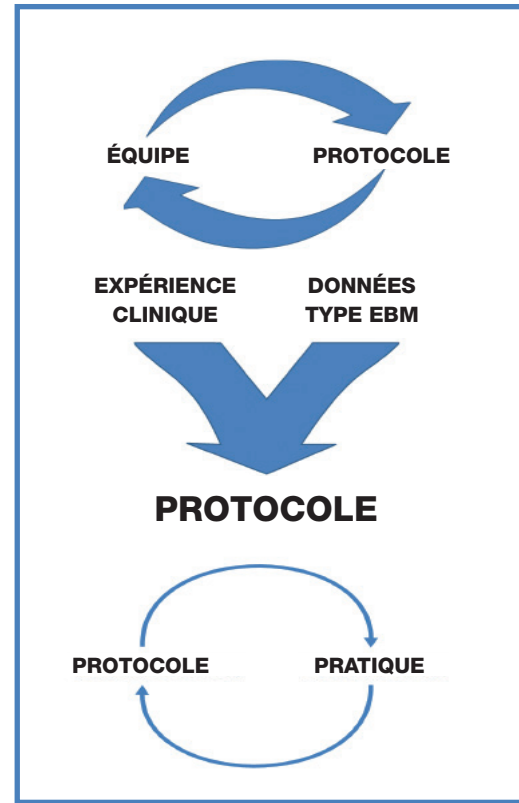 ÉQUIPE PROTOCOLE
EXPÉRIENCE DONNÉES
CLINIQUE TYPE EBM
PROTOCOLE
PROTOCOLE PRATIQUE